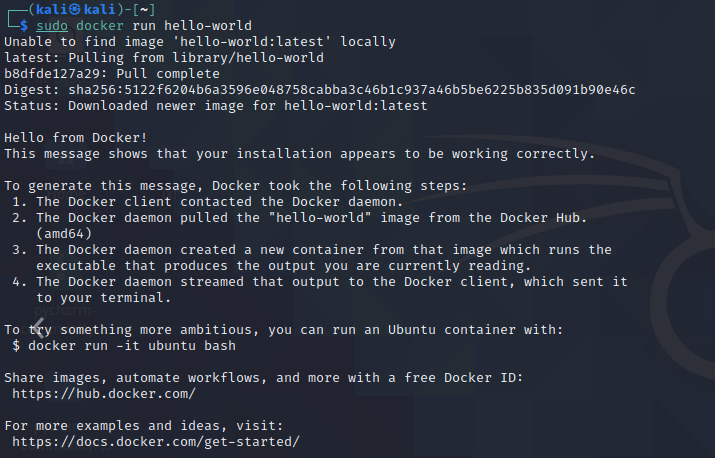 (kali㉿kali)-[~]
$ sudo docker run hello-world
Unable to find image 'hello-world:latest' locally
latest: Pulling from library/hello-world
b8dfde127a29: Pull complete
Digest: sha256:5122f6204b6a3596e048758cabba3c46b1c937a46b5be6225b835d091b90e46c
Status: Downloaded newer image for hello-world:latest

Hello from Docker!
This message shows that your installation appears to be working correctly.

To generate this message, Docker took the following steps:
1. The Docker client contacted the Docker daemon.
2. The Docker daemon pulled the "hello-world" image from the Docker Hub.
(amd64)
3. The Docker daemon created a new container from that image which runs the
executable that produces the output you are currently reading.
4. The Docker daemon streamed that output to the Docker client, which sent it
to your terminal.

To try something more ambitious, you can run an Ubuntu container with:
$ docker run -it ubuntu bash

Share images, automate workflows, and more with a free Docker ID:
https://hub.docker.com/

For more examples and ideas, visit:
https://docs.docker.com/get-started/